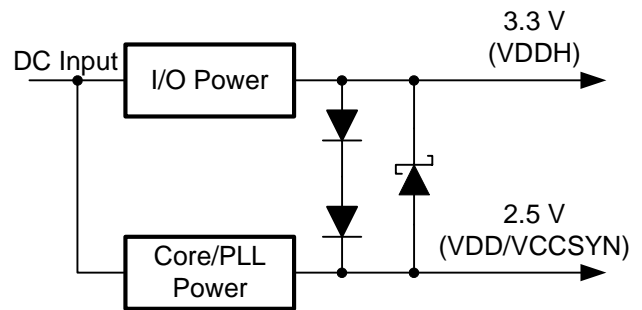 3.3 V
(VDDH)
DC Input
I/O Power
2.5 V
(VDD/VCCSYN)
Core/PLL
Power